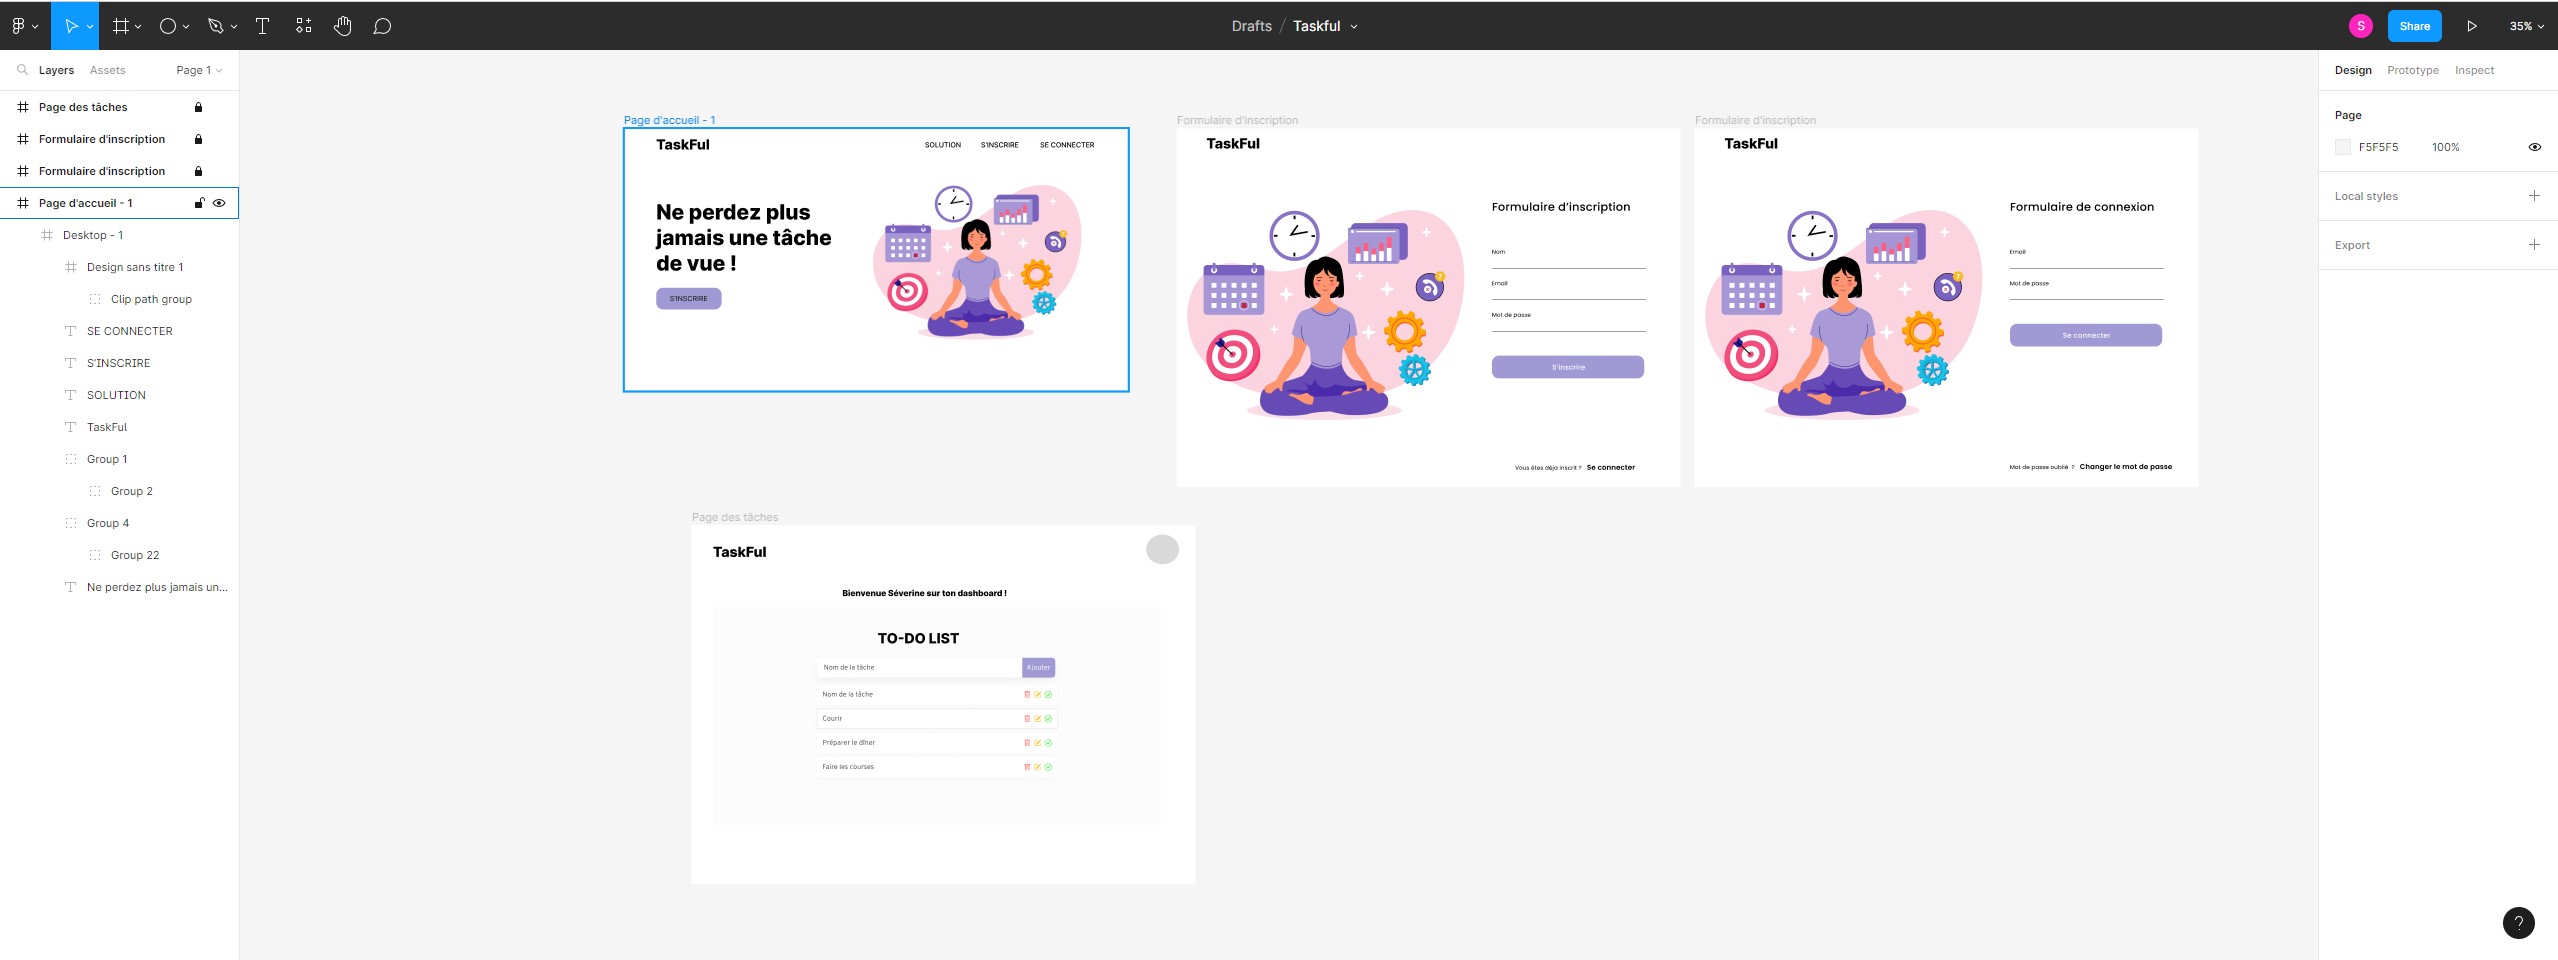 Drafts / Taskful
S
Share
35%
Layers
Assets
Page 1
Page des tâches
Formulaire d'inscription
Formulaire d'inscription
Page d'accueil - 1
Desktop - 1
Design sans titre 1
Clip path group
SE CONNECTER
S'INSCRIRE
SOLUTION
TaskFul
Group 1
Group 2
Group 4
Group 22
Ne perdez plus jamais un...
Page d'accueil - 1
TaskFul
SOLUTION
S'INSCRIRE
SE CONNECTER
Ne perdez plus
jamais une tâche
de vue !
S'INSCRIRE
Formulaire d'inscription
TaskFul
Formulaire d'inscription
Nom
Email
Mot de passe
S'inscrire
Vous êtes déja inscrit ? Se connecter
Formulaire d'inscription
TaskFul
Formulaire de connexion
Email
Mot de passe
Se connecter
Mot de passe oublié ? Changer le mot de passe
Page des tâches
TaskFul
Bienvenue Séverine sur ton dashboard !
TO-DO LIST
Nom de la tâche
Ajouter
Nom de la tâche
Courir
Préparer le dîner
Faire les courses
Design
Prototype
Inspect
Page
F5F5F5
100%
Local styles
Export
?